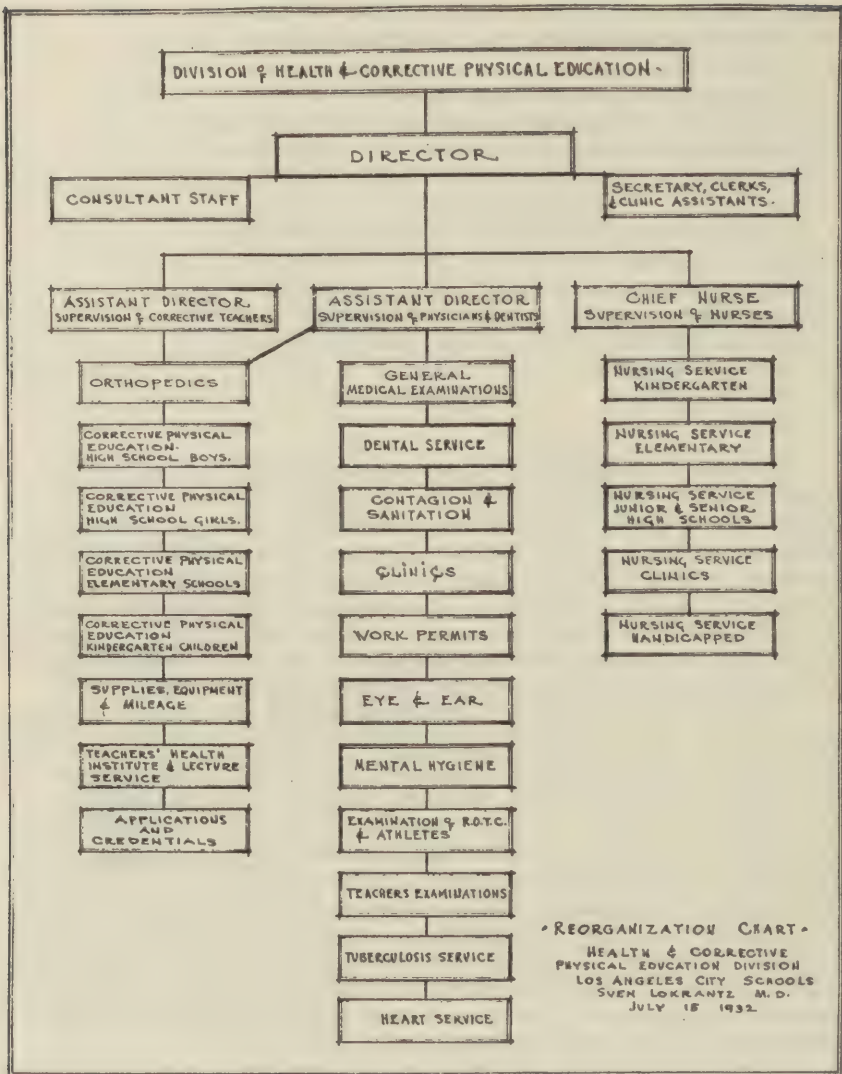 DIVISION of HEALTH & CORRECTIVE PHYSICAL EDUCATION.
DIRECTOR
CONSULTANT STAFF
SECRETARY, CLERKS,
& CLINIC ASSISTANTS.
ASSISTANT DIRECTOR
SUPERVISION of CORRECTIVE TEACHERS
ORTHOPEDICS
CORRECTIVE PHYSICAL
EDUCATION-
HIGH SCHOOL BOYS.
CORRECTIVE PHYSICAL
EDUCATION
HIGH SCHOOL GIRLS.
CORRECTIVE PHYSICAL
EDUCATION
ELEMENTARY SCHOOLS
CORRECTIVE PHYSICAL
EDUCATION
KINDERGARTEN CHILDREN
SUPPLIES, EQUIPMENT
& MILEAGE
TEACHERS' HEALTH
INSTITUTE & LECTURE
SERVICE
APPLICATIONS
AND
CREDENTIALS
ASSISTANT DIRECTOR
SUPERVISION of PHYSICIANS & DENTISTS
GENERAL
MEDICAL EXAMINATIONS
DENTAL SERVICE
CONTAGION &
SANITATION
CLINICS
WORK PERMITS
EYE & EAR
MENTAL HYGIENE
EXAMINATION of R.O.T.C.
& ATHLETES
TEACHERS EXAMINATIONS
TUBERCULOSIS SERVICE
HEART SERVICE
CHIEF NURSE
SUPERVISION of NURSES
NURSING SERVICE
KINDERGARTEN
NURSING SERVICE
ELEMENTARY
NURSING SERVICE
JUNIOR & SENIOR
HIGH SCHOOLS
NURSING SERVICE
CLINICS
NURSING SERVICE
HANDICAPPED
• REORGANIZATION CHART •
HEALTH & CORRECTIVE
PHYSICAL EDUCATION DIVISION
LOS ANGELES CITY SCHOOLS
SVEN LOKRANTZ M.D.
JULY 15 1932